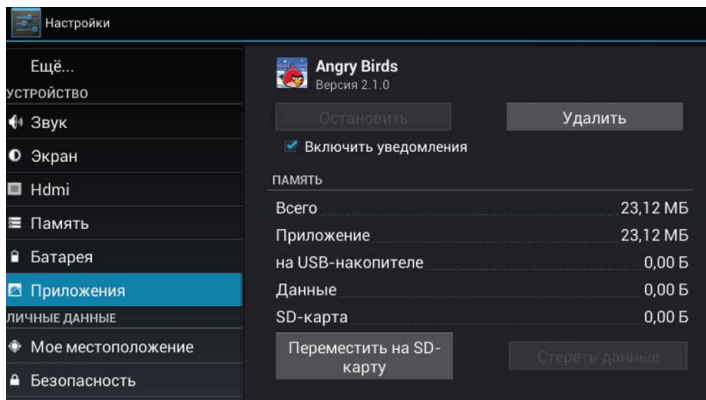 Настройки
Ещё...
УСТРОЙСТВО
Звук
Экран
Hdmi
Память
Батарея
Приложения
ЛИЧНЫЕ ДАННЫЕ
Мое местоположение
Безопасность
Angry Birds
Версия 2.1.0
Остановить
Удалить
Включить уведомления
ПАМЯТЬ
Всего 23,12 МБ
Приложение 23,12 МБ
на USB-накопителе 0,00 Б
Данные 0,00 Б
SD-карта 0,00 Б
Переместить на SD-
карту
Стереть данные